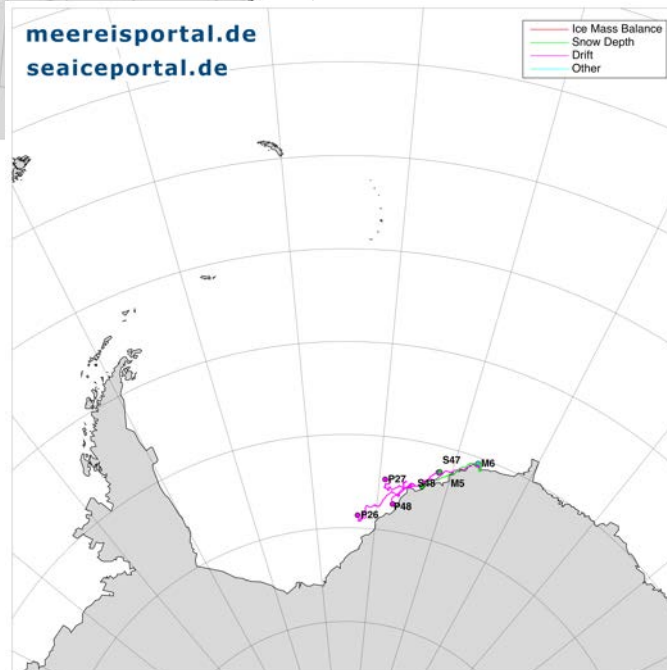 meereisportal.de
seaiceportal.de
Ice Mass Balance
Snow Depth
Drift
Other
S47
M6
P27
S48
M5
P26
P48